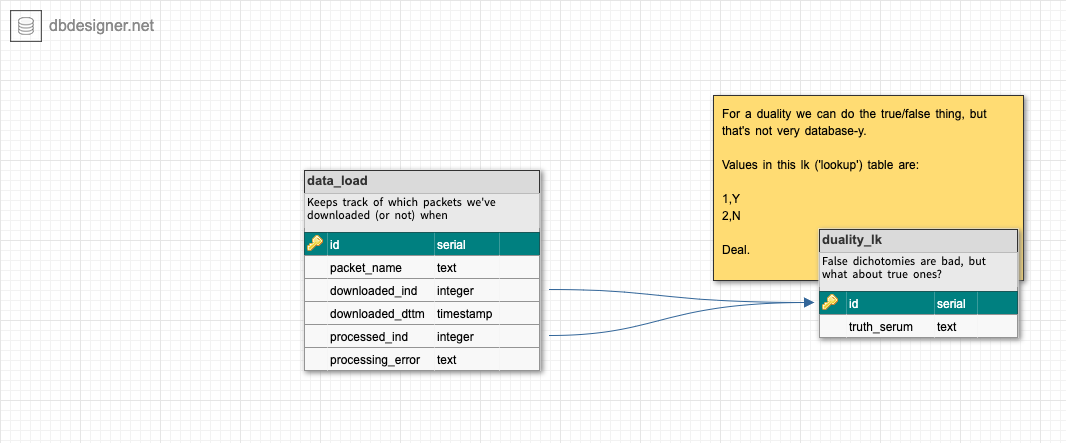 dbdesigner.net
For a duality we can do the true/false thing, but
that's not very database-y.
Values in this lk ('lookup') table are:
1,Y
2,N
Deal.
data_load
Keeps track of which packets we've
downloaded (or not) when
id serial
packet_name text
downloaded_ind integer
downloaded_dttm timestamp
processed_ind integer
processing_error text
duality_lk
False dichotomies are bad, but
what about true ones?
id serial
truth_serum text